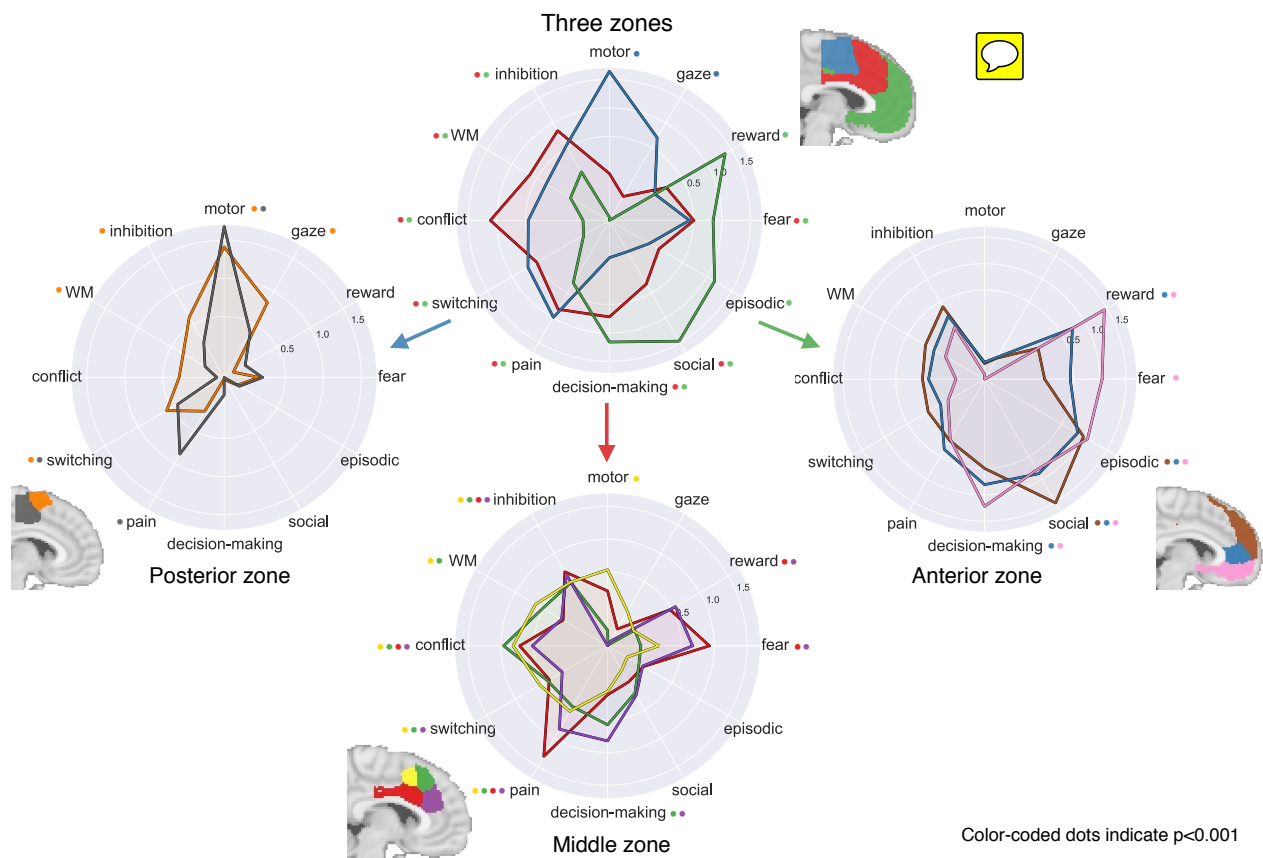 Three zones
motor
inhibition
gaze
WM
reward
1.5
1.0
0.5
conflict
fear
switching
episodic
pain
social
decision-making
motor
inhibition
gaze
WM
reward
1.5
1.0
0.5
conflict
fear
switching
episodic
pain
social
decision-making
Posterior zone
motor
inhibition
gaze
WM
reward
1.5
1.0
0.5
conflict
fear
switching
episodic
pain
social
decision-making
Anterior zone
motor
inhibition
gaze
WM
reward
1.5
1.0
0.5
conflict
fear
switching
episodic
pain
social
decision-making
Middle zone
Color-coded dots indicate p<0.001